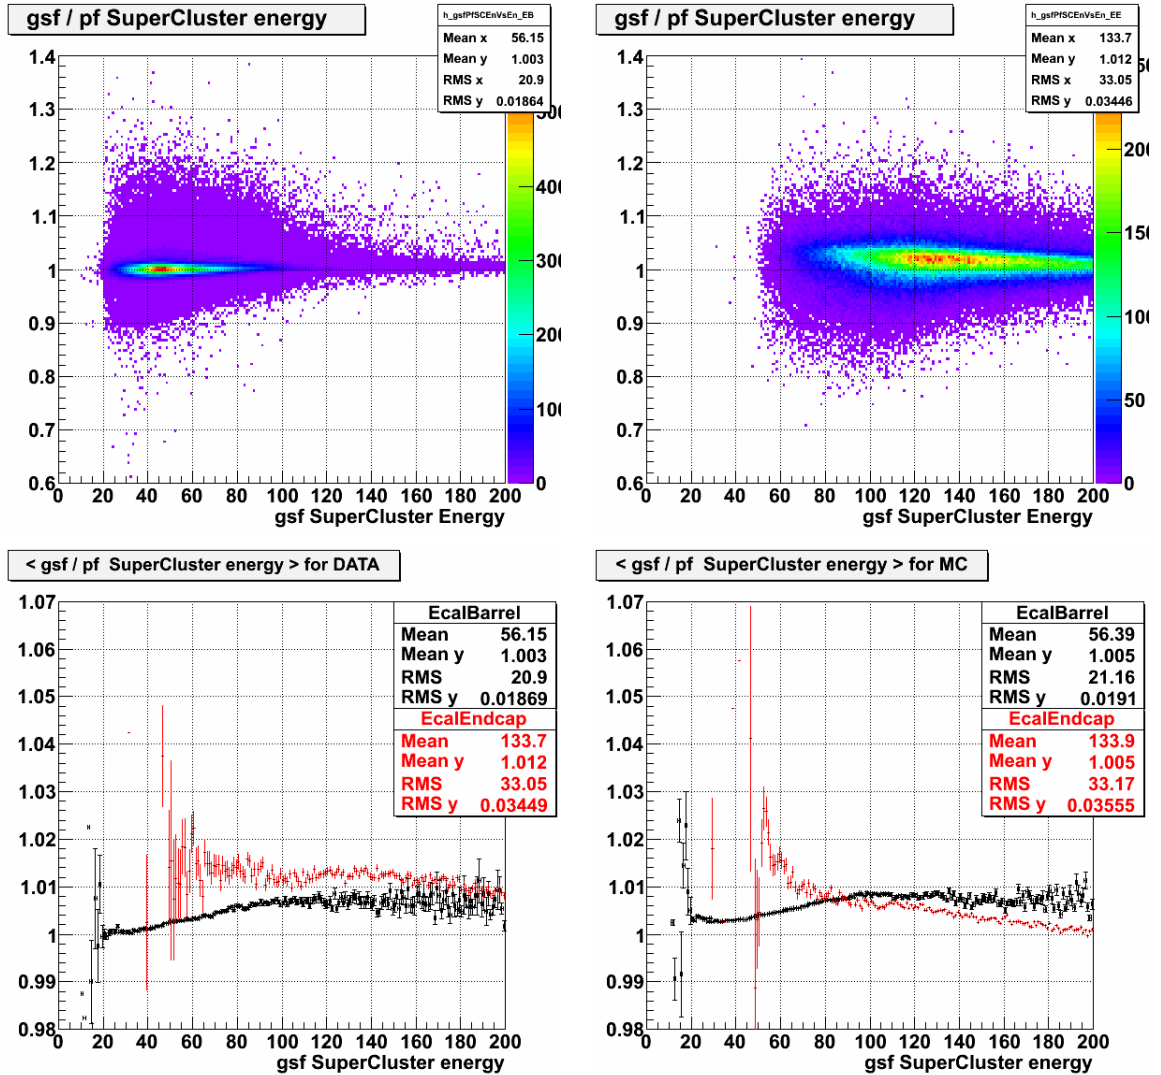 gsf / pf SuperCluster energy
h_gsfPfSCEnVsEn_EB
Mean x 56.15
Mean y 1.003
RMS x 20.9
RMS y 0.01864
1.4
1.3
1.2
1.1
1
0.9
0.8
0.7
0.6
0 20 40 60 80 100 120 140 160 180 200
400
300
200
100
0
gsf SuperCluster Energy
gsf / pf SuperCluster energy
h_gsfPfSCEnVsEn_EE
Mean x 133.7
Mean y 1.012
RMS x 33.05
RMS y 0.03446
1.4
1.3
1.2
1.1
1
0.9
0.8
0.7
0.6
0 20 40 60 80 100 120 140 160 180 200
200
150
100
50
0
gsf SuperCluster Energy
< gsf / pf SuperCluster energy > for DATA
EcalBarrel
Mean 56.15
Mean y 1.003
RMS 20.9
RMS y 0.01869
EcalEndcap
Mean 133.7
Mean y 1.012
RMS 33.05
RMS y 0.03449
1.07
1.06
1.05
1.04
1.03
1.02
1.01
1
0.99
0.98
0 20 40 60 80 100 120 140 160 180 200
gsf SuperCluster energy
< gsf / pf SuperCluster energy > for MC
EcalBarrel
Mean 56.39
Mean y 1.005
RMS 21.16
RMS y 0.0191
EcalEndcap
Mean 133.9
Mean y 1.005
RMS 33.17
RMS y 0.03555
1.07
1.06
1.05
1.04
1.03
1.02
1.01
1
0.99
0.98
0 20 40 60 80 100 120 140 160 180 200
gsf SuperCluster energy